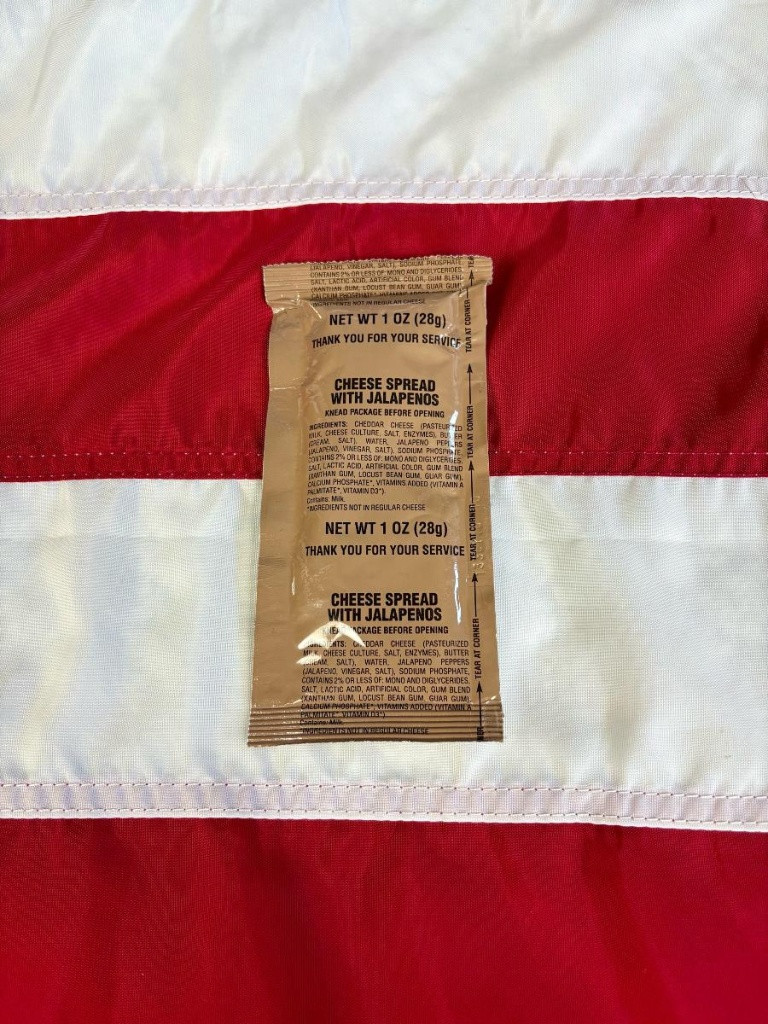 JALAPENO, VINEGAR, SALT), SODIUM PHOSPHATE,
CONTAINS 2% OR LESS OF: MONO AND DIGLYCERIDES,
SALT, LACTIC ACID, ARTIFICIAL COLOR, GUM BLEND
(XANTHAN GUM, LOCUST BEAN GUM, GUAR GUM),
CALCIUM PHOSPHATE*, VITAMINS ADDED
INGREDIENTS NOT IN REGULAR CHEESE
NET WT 1 OZ (28g)
THANK YOU FOR YOUR SERVICE
CHEESE SPREAD
WITH JALAPENOS
KNEAD PACKAGE BEFORE OPENING
INGREDIENTS: CHEDDAR CHEESE (PASTEURIZED
MILK, CHEESE CULTURE, SALT, ENZYMES), BUTTER
(CREAM, SALT), WATER, JALAPENO PEPPERS
(JALAPENO, VINEGAR, SALT), SODIUM PHOSPHATE,
CONTAINS 2% OR LESS OF: MONO AND DIGLYCERIDES,
SALT, LACTIC ACID, ARTIFICIAL COLOR, GUM BLEND
(XANTHAN GUM, LOCUST BEAN GUM, GUAR GUM),
CALCIUM PHOSPHATE*, VITAMINS ADDED (VITAMIN A
PALMITATE*, VITAMIN D3*).
Contains: Milk.
*INGREDIENTS NOT IN REGULAR CHEESE
NET WT 1 OZ (28g)
THANK YOU FOR YOUR SERVICE
CHEESE SPREAD
WITH JALAPENOS
KNEAD PACKAGE BEFORE OPENING
INGREDIENTS: CHEDDAR CHEESE (PASTEURIZED
MILK, CHEESE CULTURE, SALT, ENZYMES), BUTTER
(CREAM, SALT), WATER, JALAPENO PEPPERS
(JALAPENO, VINEGAR, SALT), SODIUM PHOSPHATE,
CONTAINS 2% OR LESS OF: MONO AND DIGLYCERIDES,
SALT, LACTIC ACID, ARTIFICIAL COLOR, GUM BLEND
(XANTHAN GUM, LOCUST BEAN GUM, GUAR GUM),
CALCIUM PHOSPHATE*, VITAMINS ADDED (VITAMIN A
PALMITATE*, VITAMIN D3*).
Contains: Milk.
*INGREDIENTS NOT IN REGULAR CHEESE
TEAR AT CORNER
TEAR AT CORNER
TEAR AT CORNER
TEAR AT CORNER